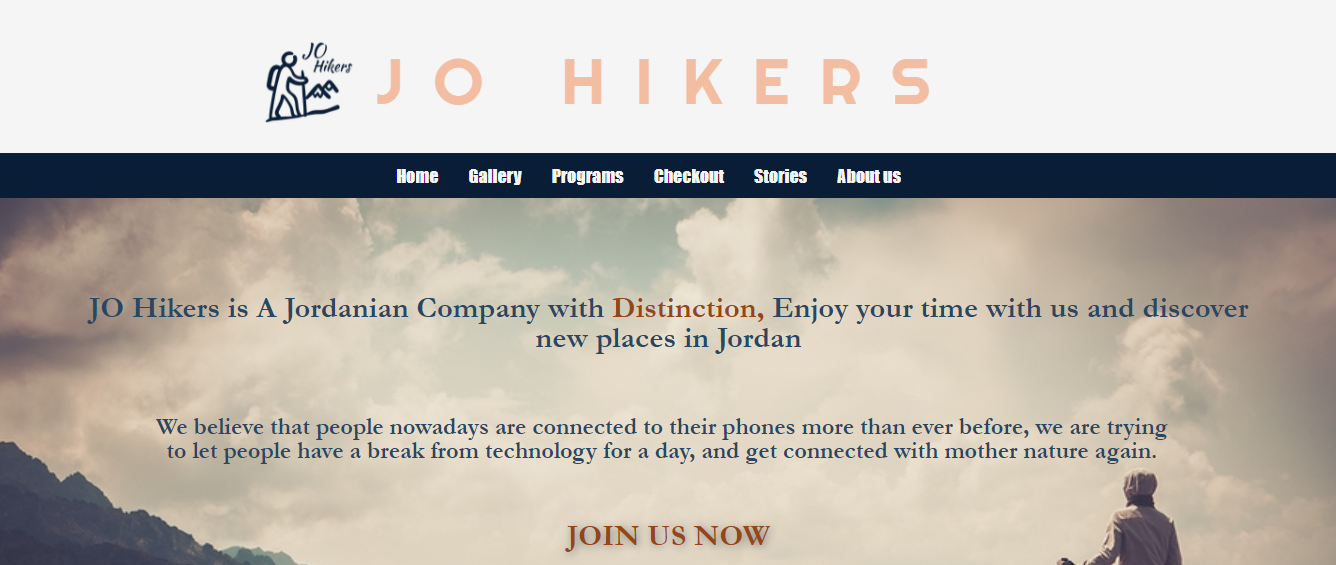 JO
Hikers
JO HIKERS
Home Gallery Programs Checkout Stories About us
JO Hikers is A Jordanian Company with Distinction, Enjoy your time with us and discover
new places in Jordan
We believe that people nowadays are connected to their phones more than ever before, we are trying
to let people have a break from technology for a day, and get connected with mother nature again.
JOIN US NOW